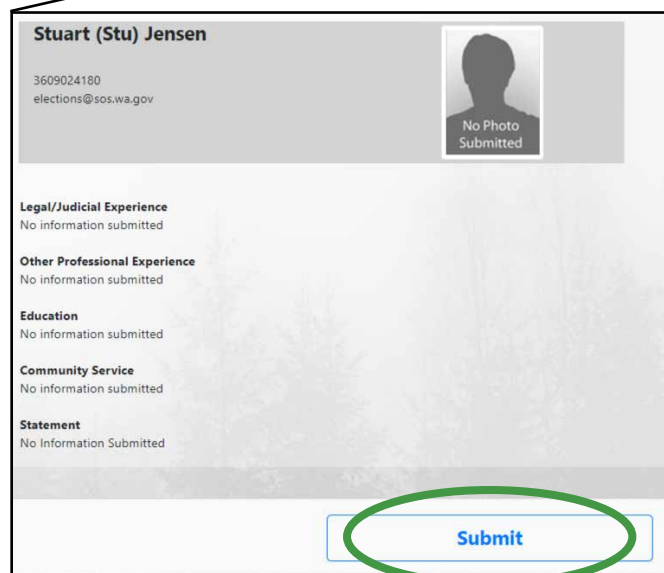 Stuart (Stu) Jensen
3609024180
elections@sos.wa.gov
No Photo
Submitted
Legal/Judicial Experience
No information submitted
Other Professional Experience
No information submitted
Education
No information submitted
Community Service
No information submitted
Statement
No Information Submitted
Submit